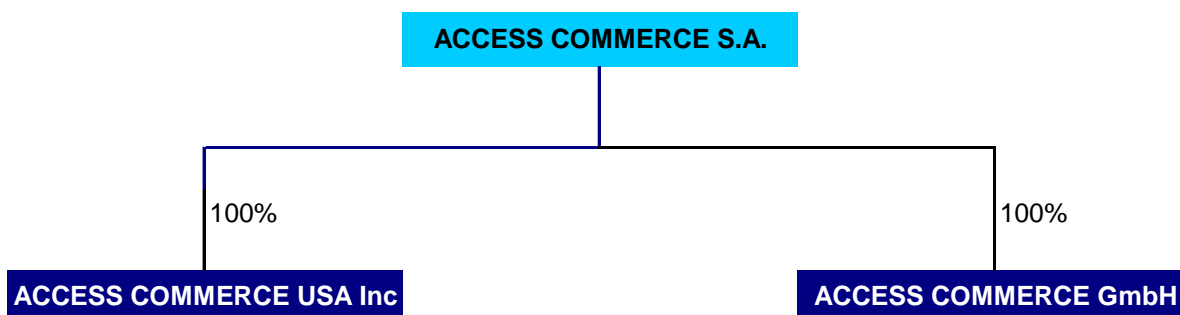 ACCESS COMMERCE S.A.
100%
100%
ACCESS COMMERCE USA Inc
ACCESS COMMERCE GmbH